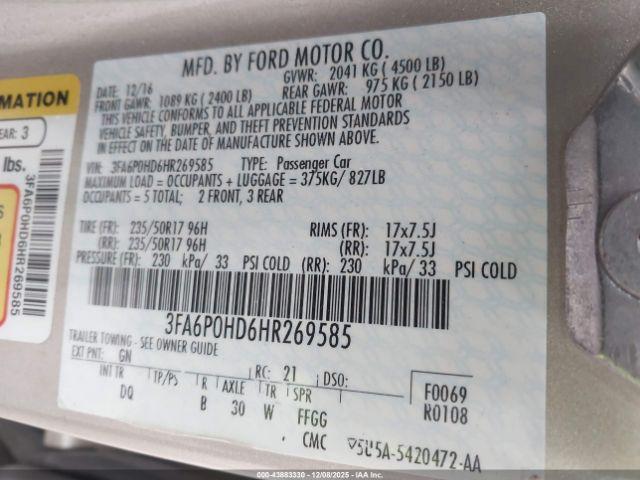 MFD. BY FORD MOTOR CO.
DATE: 12/16 GVWR: 2041 KG ( 4500 LB)
FRONT GAWR: 1089 KG ( 2400 LB) REAR GAWR: 975 KG ( 2150 LB)
THIS VEHICLE CONFORMS TO ALL APPLICABLE FEDERAL MOTOR
VEHICLE SAFETY, BUMPER, AND THEFT PREVENTION STANDARDS
IN EFFECT ON THE DATE OF MANUFACTURE SHOWN ABOVE.
VIN: 3FA6P0HD6HR269585 TYPE: Passenger Car
MAXIMUM LOAD = OCCUPANTS + LUGGAGE = 375KG/ 827LB
OCCUPANTS = 5 TOTAL; 2 FRONT, 3 REAR
TIRE (FR): 235/50R17 96H RIMS (FR): 17x7.5J
(RR): 235/50R17 96H (RR): 17x7.5J
PRESSURE (FR): 230 kPa/ 33 PSI COLD (RR): 230 kPa/ 33 PSI COLD
3FA6P0HD6HR269585
TRAILER TOWING - SEE OWNER GUIDE
EXT PNT: GN RC: 21 DSO:
INT TR TP/PS R AXLE TR SPR
DQ B 30 W FFGG
F0069
R0108
CMC 5U5A-5420472-AA
RMATION
EAR: 3
lbs.
3FA6P0HD6HR269585
00-43883330 - 12/08/2025 - IAAI.COM